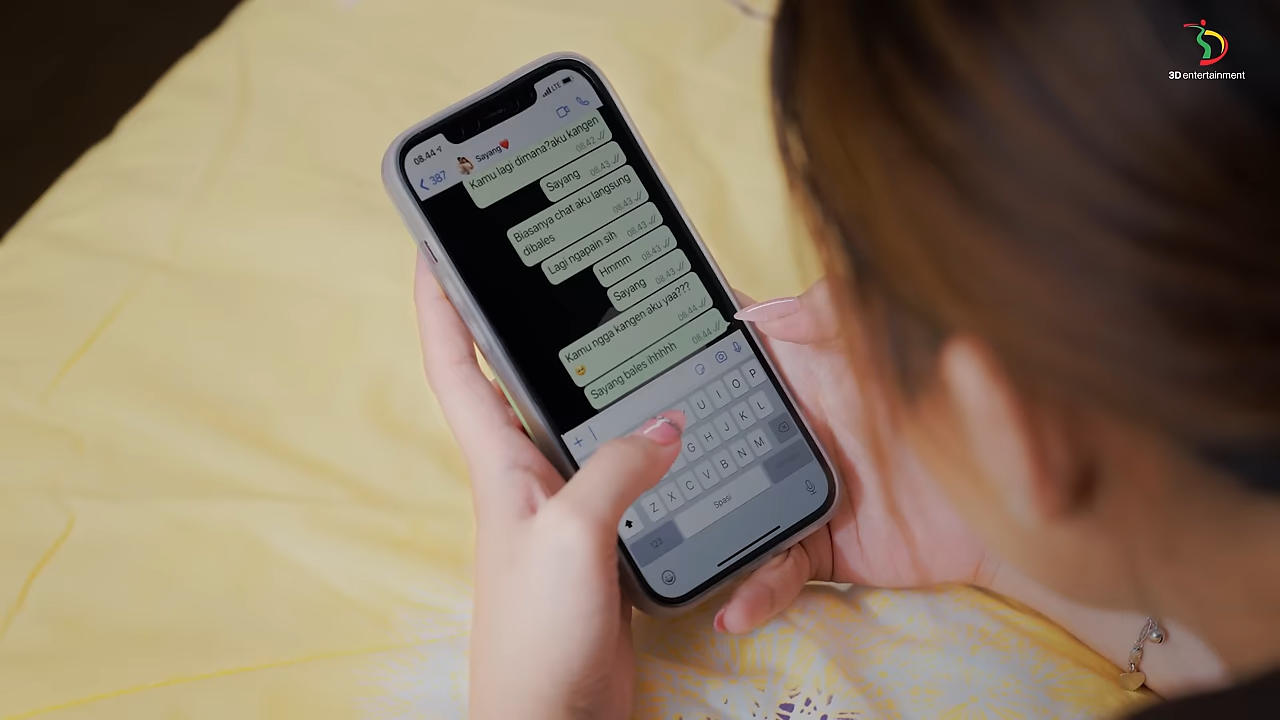 3D entertainment
08.44
LTE
387
Sayang❤️
Kamu lagi dimana?aku kangen
08.42
Sayang 08.43
Biasanya chat aku langsung
dibales 08.43
Lagi ngapain sih 08.43
Hmmm 08.43
Sayang 08.43
Kamu ngga kangen aku yaa???
08.44
Sayang bales ihhhhh 08.44
U I O P
G H J K L
Z X C V B N M
123 Spasi